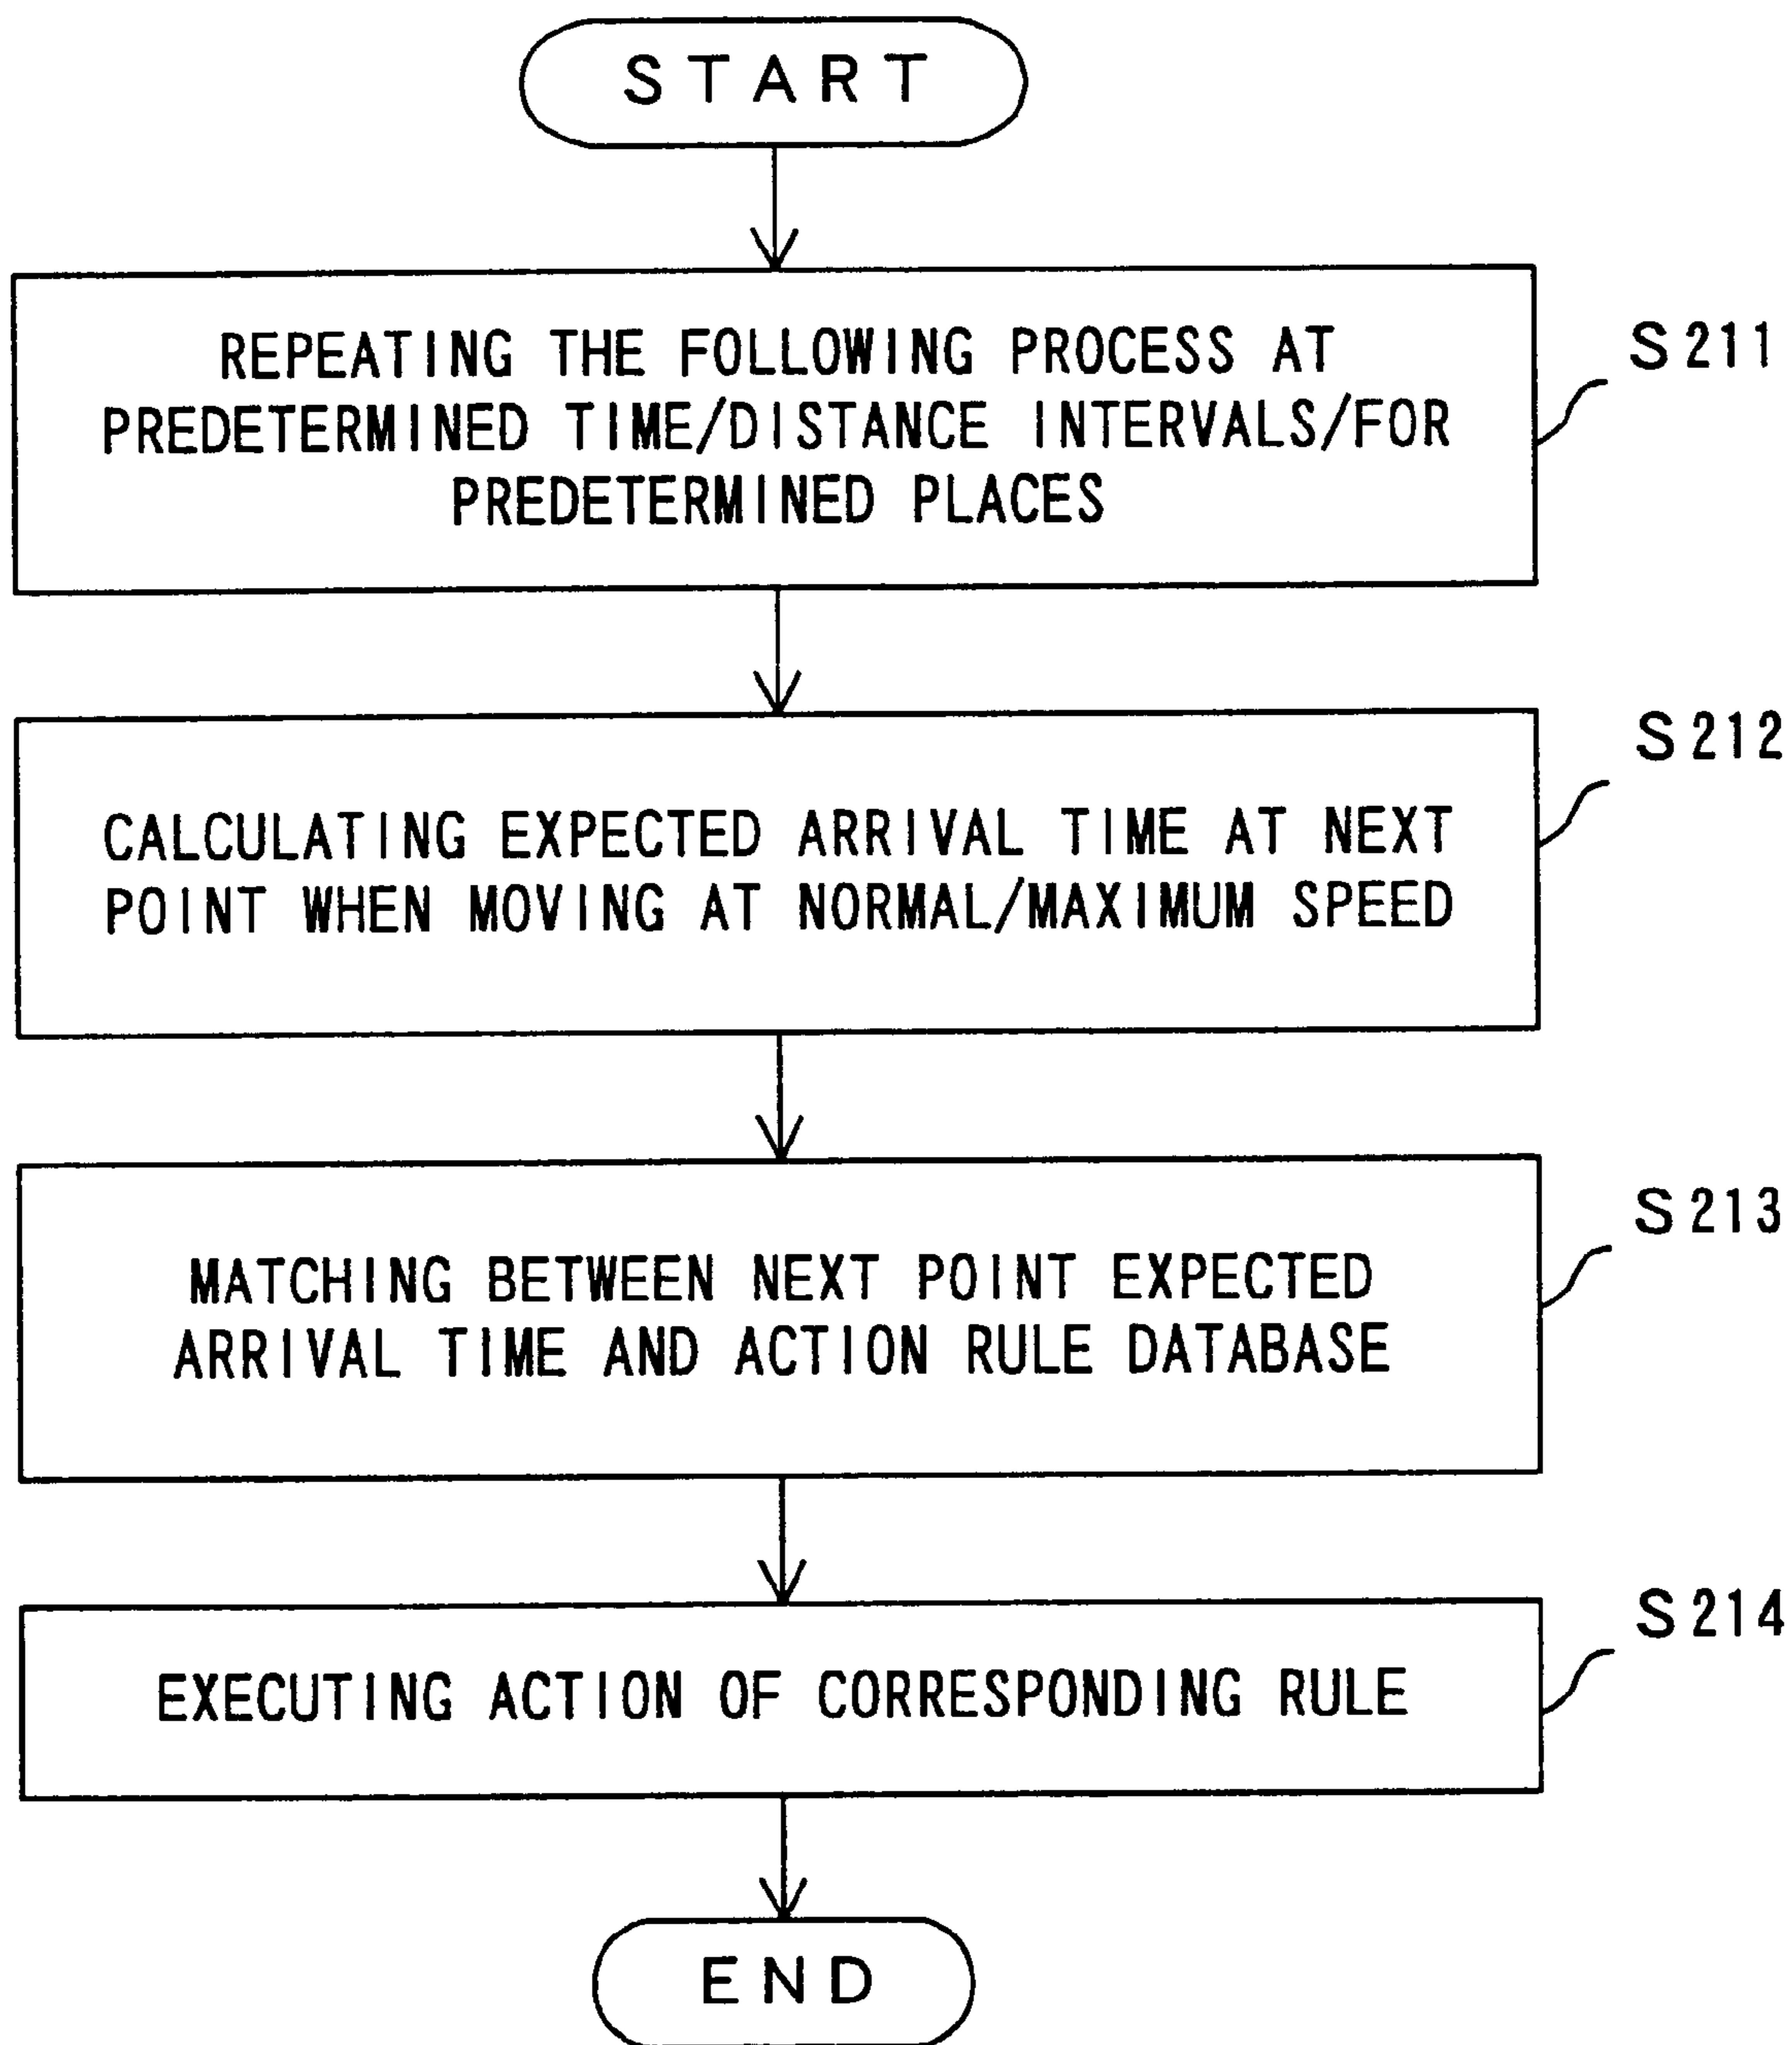 START
REPEATING THE FOLLOWING PROCESS AT
PREDETERMINED TIME/DISTANCE INTERVALS/FOR
PREDETERMINED PLACES
S211
CALCULATING EXPECTED ARRIVAL TIME AT NEXT
POINT WHEN MOVING AT NORMAL/MAXIMUM SPEED
S212
MATCHING BETWEEN NEXT POINT EXPECTED
ARRIVAL TIME AND ACTION RULE DATABASE
S213
EXECUTING ACTION OF CORRESPONDING RULE
S214
END